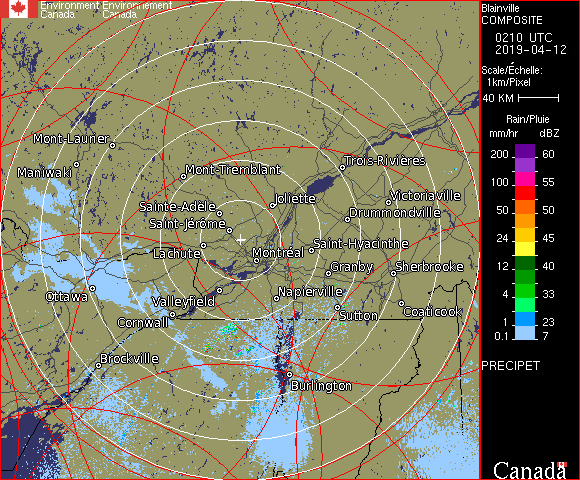 Environment Environnement
Canada Canada
Blainville
COMPOSITE
0210 UTC
2019-04-12
Scale/Échelle:
1km/Pixel
40 KM
Rain/Pluie
mm/hr dBZ
200 60
100 55
50 50
24 45
12 40
4 33
1 23
0.1 7
PRECIPET
Canada
Mont-Laurier
Maniwaki
Mont-Tremblant
Trois-Rivières
Joliette
Victoriaville
Sainte-Adèle
Drummondville
Saint-Jérôme
Saint-Hyacinthe
Lachute
Montréal
Granby
Sherbrooke
Ottawa
Valleyfield
Napierville
Cornwall
Sutton
Coaticook
Brockville
Burlington